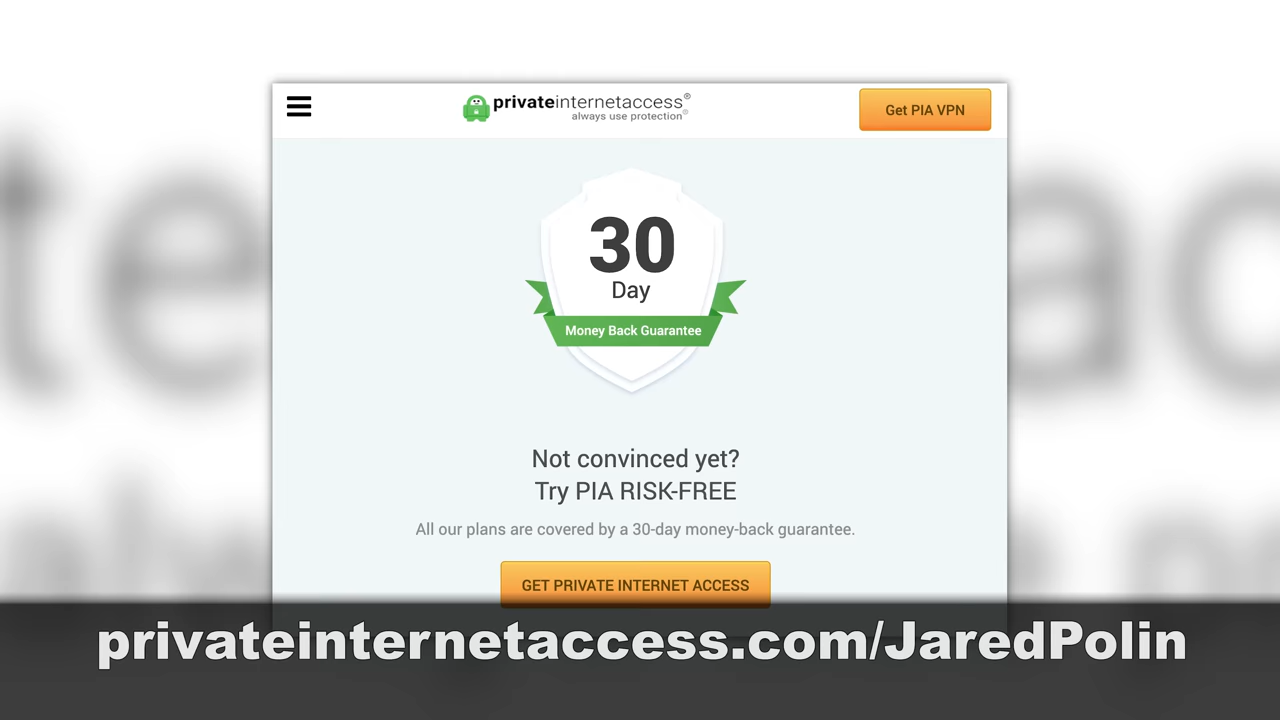 privateinternetaccess®
always use protection©
Get PIA VPN
30
Day
Money Back Guarantee
Not convinced yet?
Try PIA RISK-FREE
All our plans are covered by a 30-day money-back guarantee.
GET PRIVATE INTERNET ACCESS
privateinternetaccess.com/JaredPolin